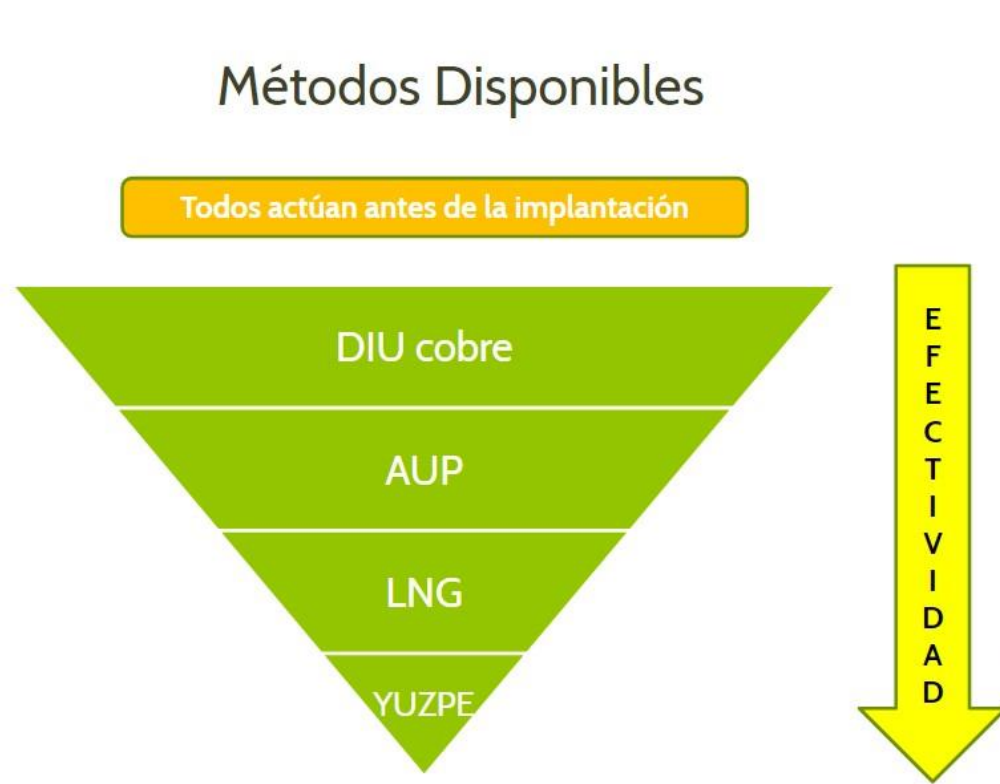 Métodos Disponibles
Todos actúan antes de la implantación
DIU cobre
AUP
LNG
YUZPE
EFECTIVIDAD